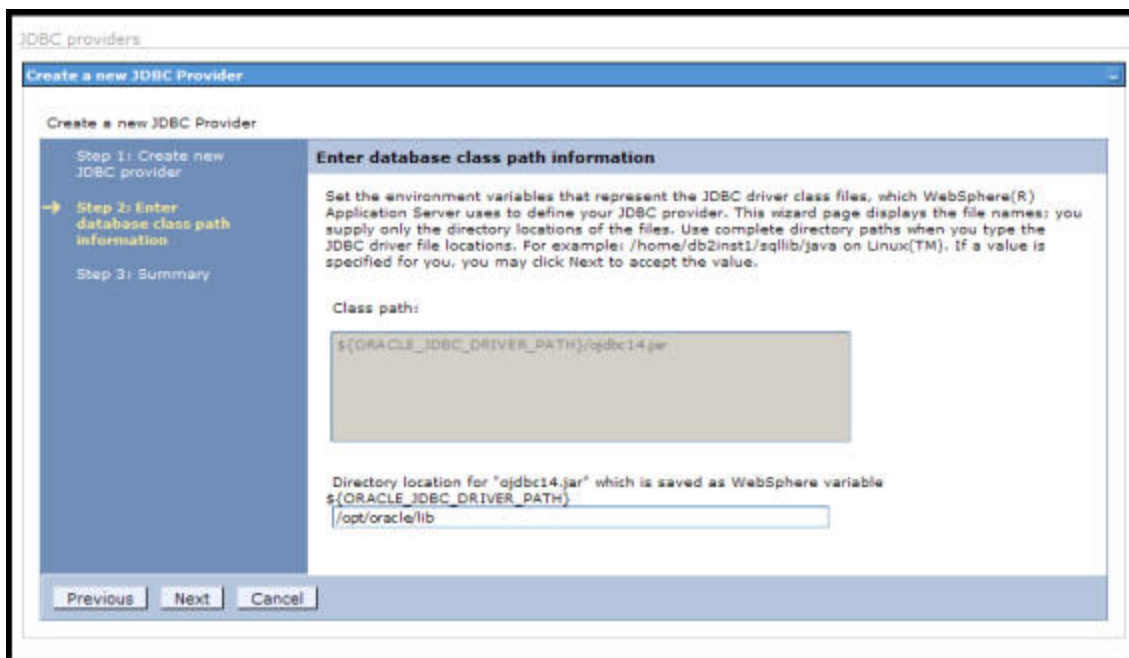 JDBC providers
Create a new JDBC Provider
Create a new JDBC Provider
Step 1: Create new
JDBC provider
Step 2: Enter
database class path
information
Step 3: Summary
Enter database class path information
Set the environment variables that represent the JDBC driver class files, which WebSphere(R)
Application Server uses to define your JDBC provider. This wizard page displays the file names; you
supply only the directory locations of the files. Use complete directory paths when you type the
JDBC driver file locations. For example: /home/db2inst1/sqllib/java on Linux(TM). If a value is
specified for you, you may click Next to accept the value.
Class path:
${ORACLE_JDBC_DRIVER_PATH}/ojdbc14.jar
Directory location for "ojdbc14.jar" which is saved as WebSphere variable
${ORACLE_JDBC_DRIVER_PATH}
/opt/oracle/lib
Previous Next Cancel